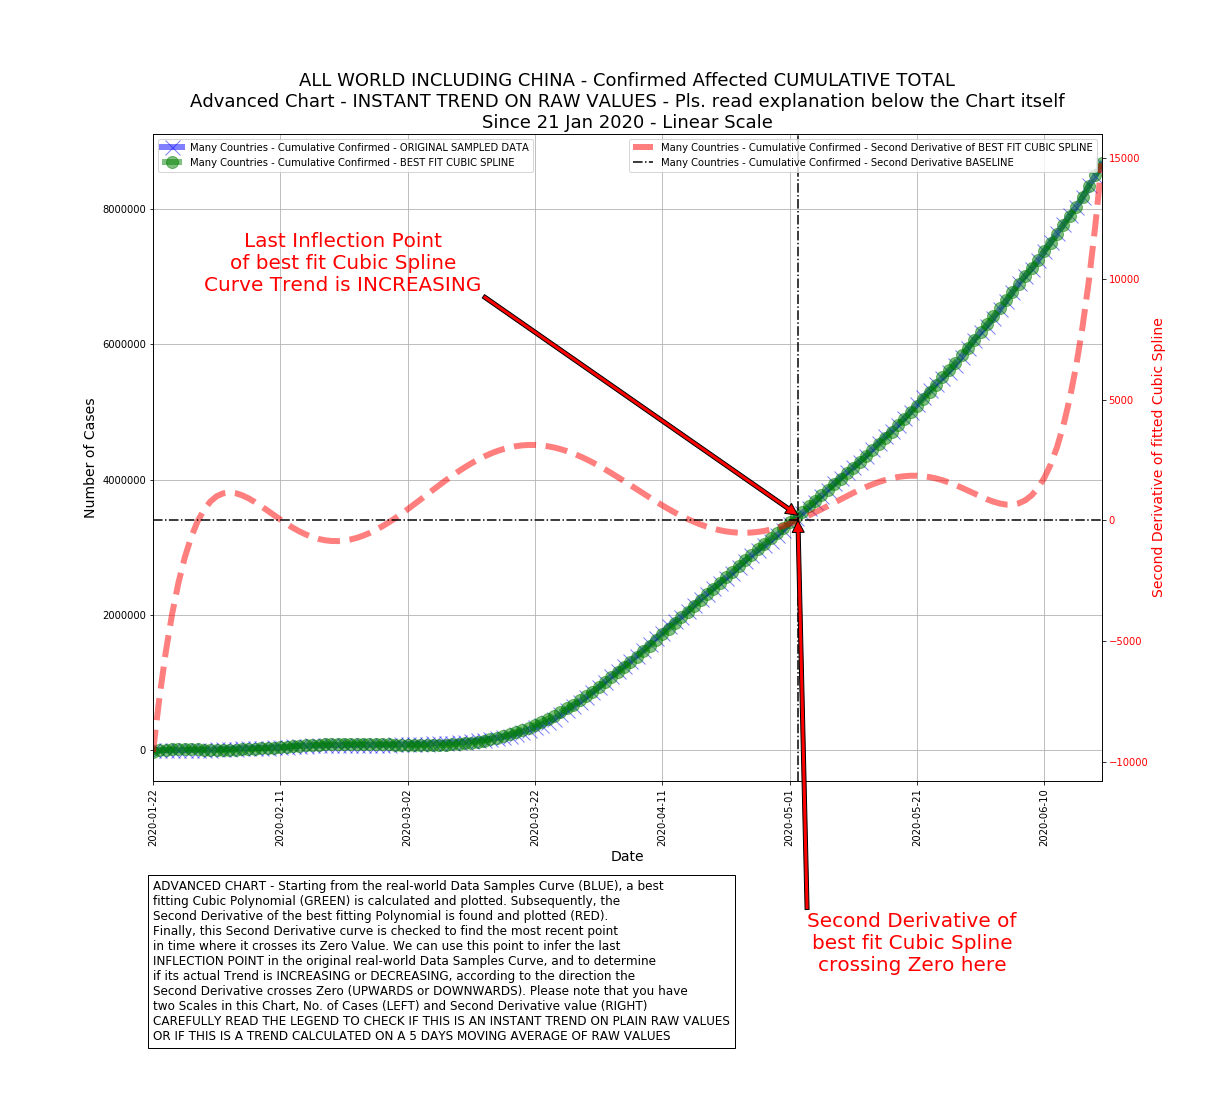 ALL WORLD INCLUDING CHINA - Confirmed Affected CUMULATIVE TOTAL
Advanced Chart - INSTANT TREND ON RAW VALUES - Pls. read explanation below the Chart itself
Since 21 Jan 2020 - Linear Scale
Many Countries - Cumulative Confirmed - ORIGINAL SAMPLED DATA
Many Countries - Cumulative Confirmed - BEST FIT CUBIC SPLINE
Many Countries - Cumulative Confirmed - Second Derivative of BEST FIT CUBIC SPLINE
Many Countries - Cumulative Confirmed - Second Derivative BASELINE
Last Inflection Point
of best fit Cubic Spline
Curve Trend is INCREASING
Number of Cases
8000000
6000000
4000000
2000000
0
15000
10000
5000
0
−5000
−10000
Second Derivative of fitted Cubic Spline
2020-01-22
2020-02-11
2020-03-02
2020-03-22
2020-04-11
2020-05-01
2020-05-21
2020-06-10
Date
Second Derivative of
best fit Cubic Spline
crossing Zero here
ADVANCED CHART - Starting from the real-world Data Samples Curve (BLUE), a best
fitting Cubic Polynomial (GREEN) is calculated and plotted. Subsequently, the
Second Derivative of the best fitting Polynomial is found and plotted (RED).
Finally, this Second Derivative curve is checked to find the most recent point
in time where it crosses its Zero Value. We can use this point to infer the last
INFLECTION POINT in the original real-world Data Samples Curve, and to determine
if its actual Trend is INCREASING or DECREASING, according to the direction the
Second Derivative crosses Zero (UPWARDS or DOWNWARDS). Please note that you have
two Scales in this Chart, No. of Cases (LEFT) and Second Derivative value (RIGHT)
CAREFULLY READ THE LEGEND TO CHECK IF THIS IS AN INSTANT TREND ON PLAIN RAW VALUES
OR IF THIS IS A TREND CALCULATED ON A 5 DAYS MOVING AVERAGE OF RAW VALUES